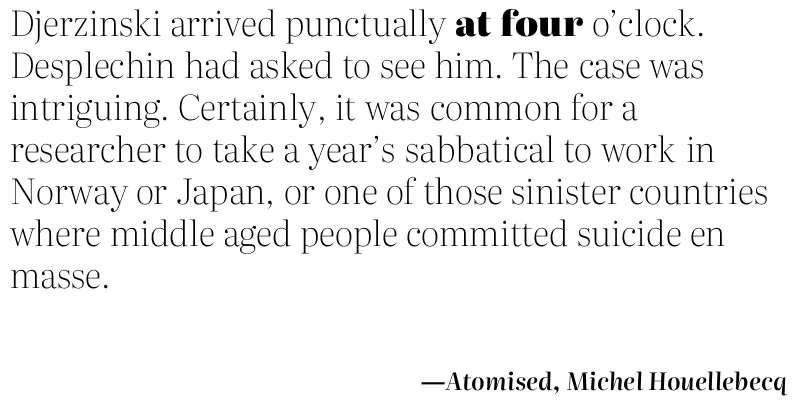 Djerzinski arrived punctually at four o’clock.
Desplechin had asked to see him. The case was
intriguing. Certainly, it was common for a
researcher to take a year’s sabbatical to work in
Norway or Japan, or one of those sinister countries
where middle aged people committed suicide en
masse.
—Atomised, Michel Houellebecq